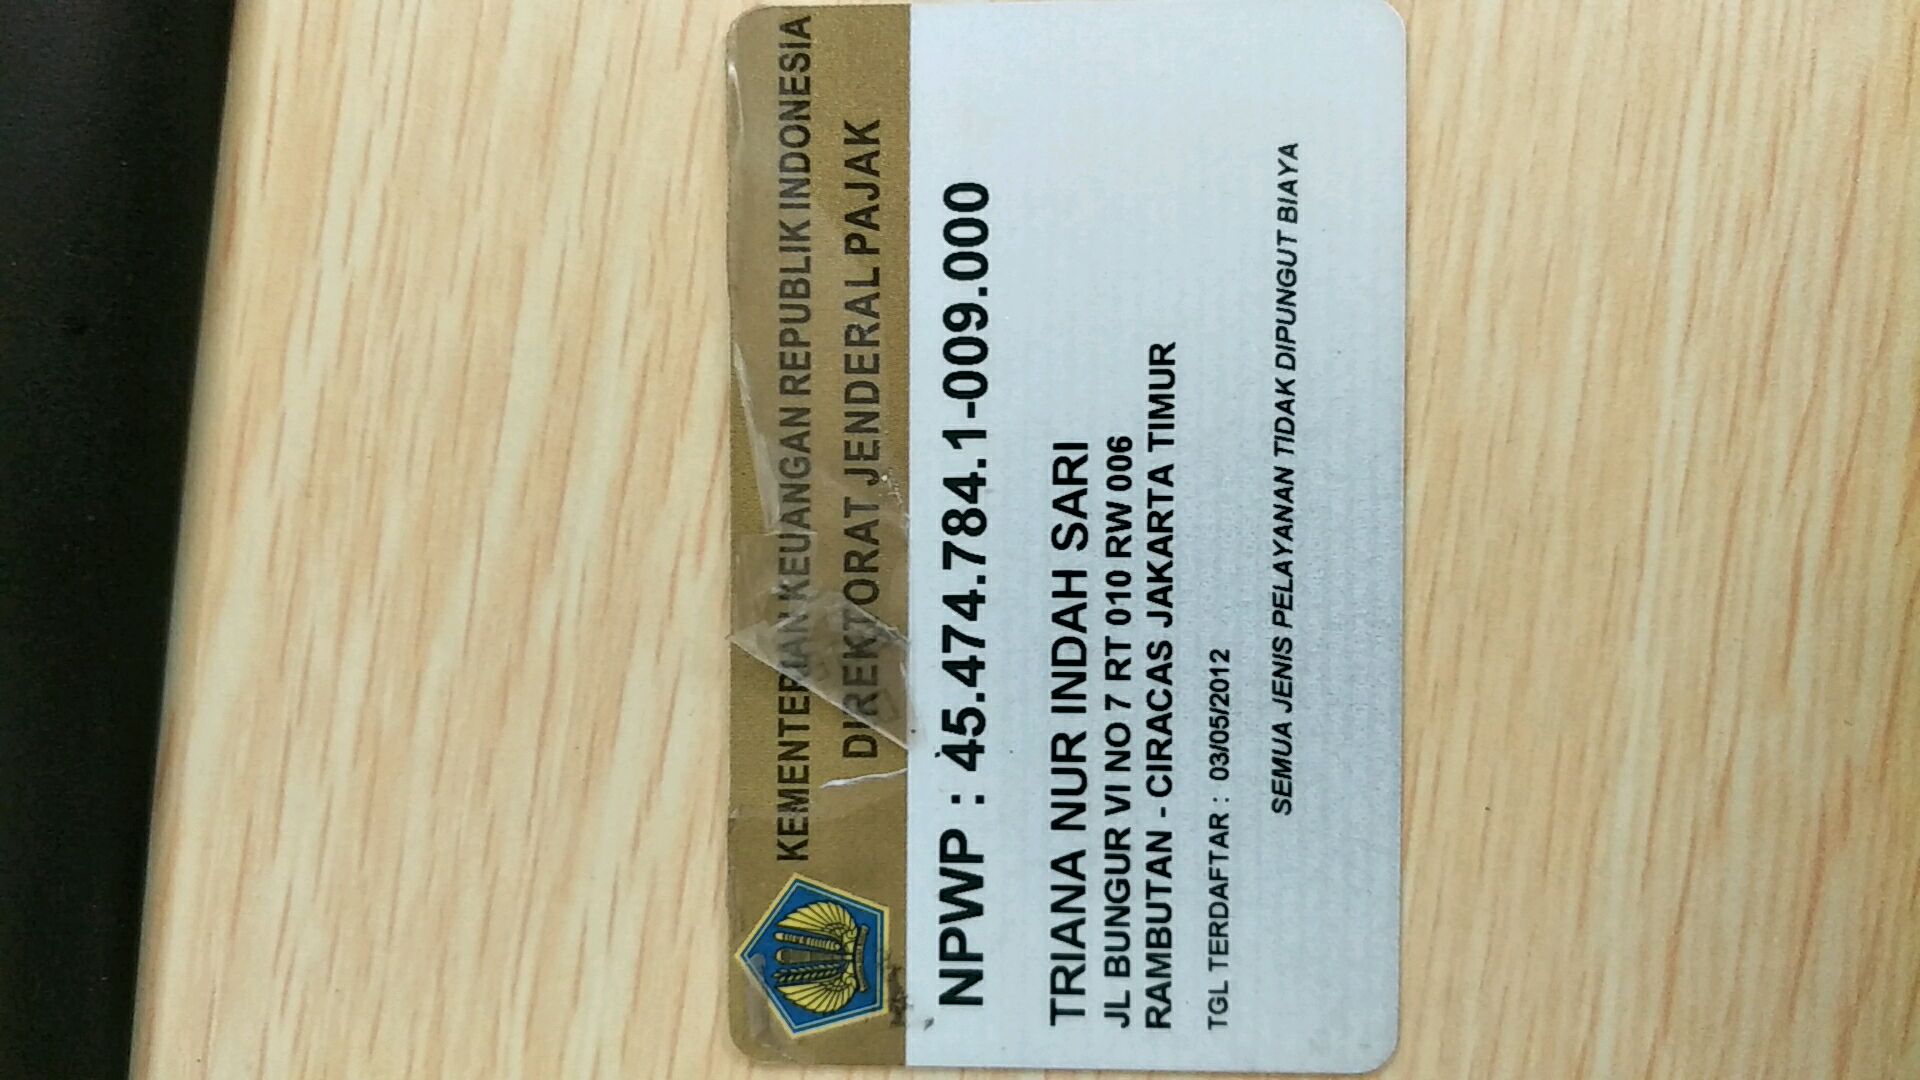 KEMENTERIAN KEUANGAN REPUBLIK INDONESIA
DIREKTORAT JENDERAL PAJAK
NPWP : 45.474.784.1-009.000
TRIANA NUR INDAH SARI
JL BUNGUR VI NO 7 RT 010 RW 006
RAMBUTAN - CIRACAS JAKARTA TIMUR
TGL TERDAFTAR : 03/05/2012
SEMUA JENIS PELAYANAN TIDAK DIPUNGUT BIAYA